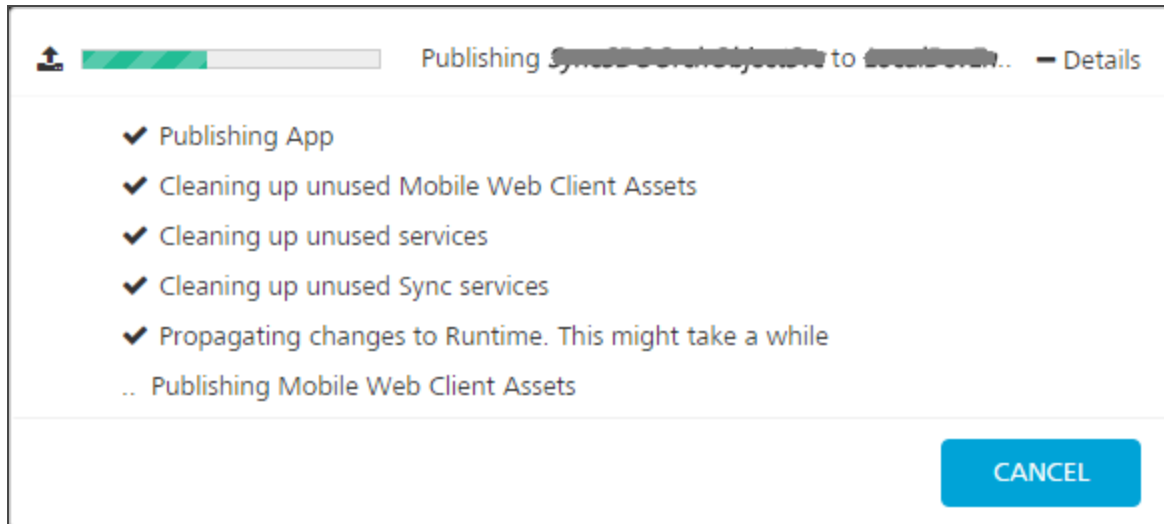 Publishing to .. Details
Publishing App
Cleaning up unused Mobile Web Client Assets
Cleaning up unused services
Cleaning up unused Sync services
Propagating changes to Runtime. This might take a while
.. Publishing Mobile Web Client Assets
CANCEL